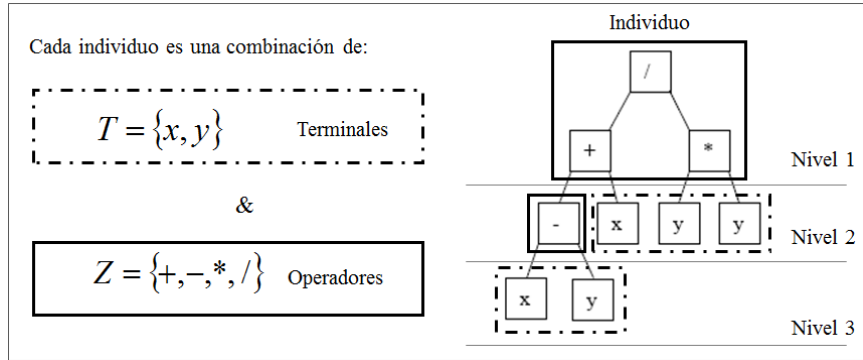 Cada individuo es una combinación de:
T = {x, y} Terminales
&
Z = {+,−,*, /} Operadores
Individuo
/
+ *
Nivel 1
- x y y
Nivel 2
x y
Nivel 3